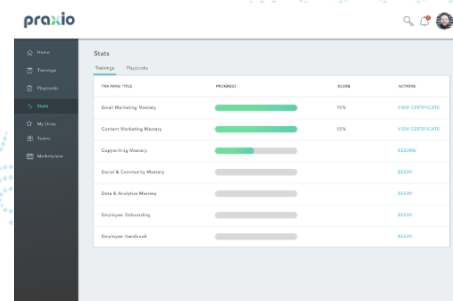 praxio
Home
Trainings
Playbooks
Stats
My Drive
Teams
Marketplace
Stats
Trainings Playbooks
TRAINING TITLE PROGRESS SCORE ACTIONS
Email Marketing Mastery VIEW CERTIFICATE
Content Marketing Mastery VIEW CERTIFICATE
Copywriting Mastery RESUME
Social & Community Mastery BEGIN
Data & Analytics Mastery BEGIN
Employee Onboarding BEGIN
Employee Handbook BEGIN